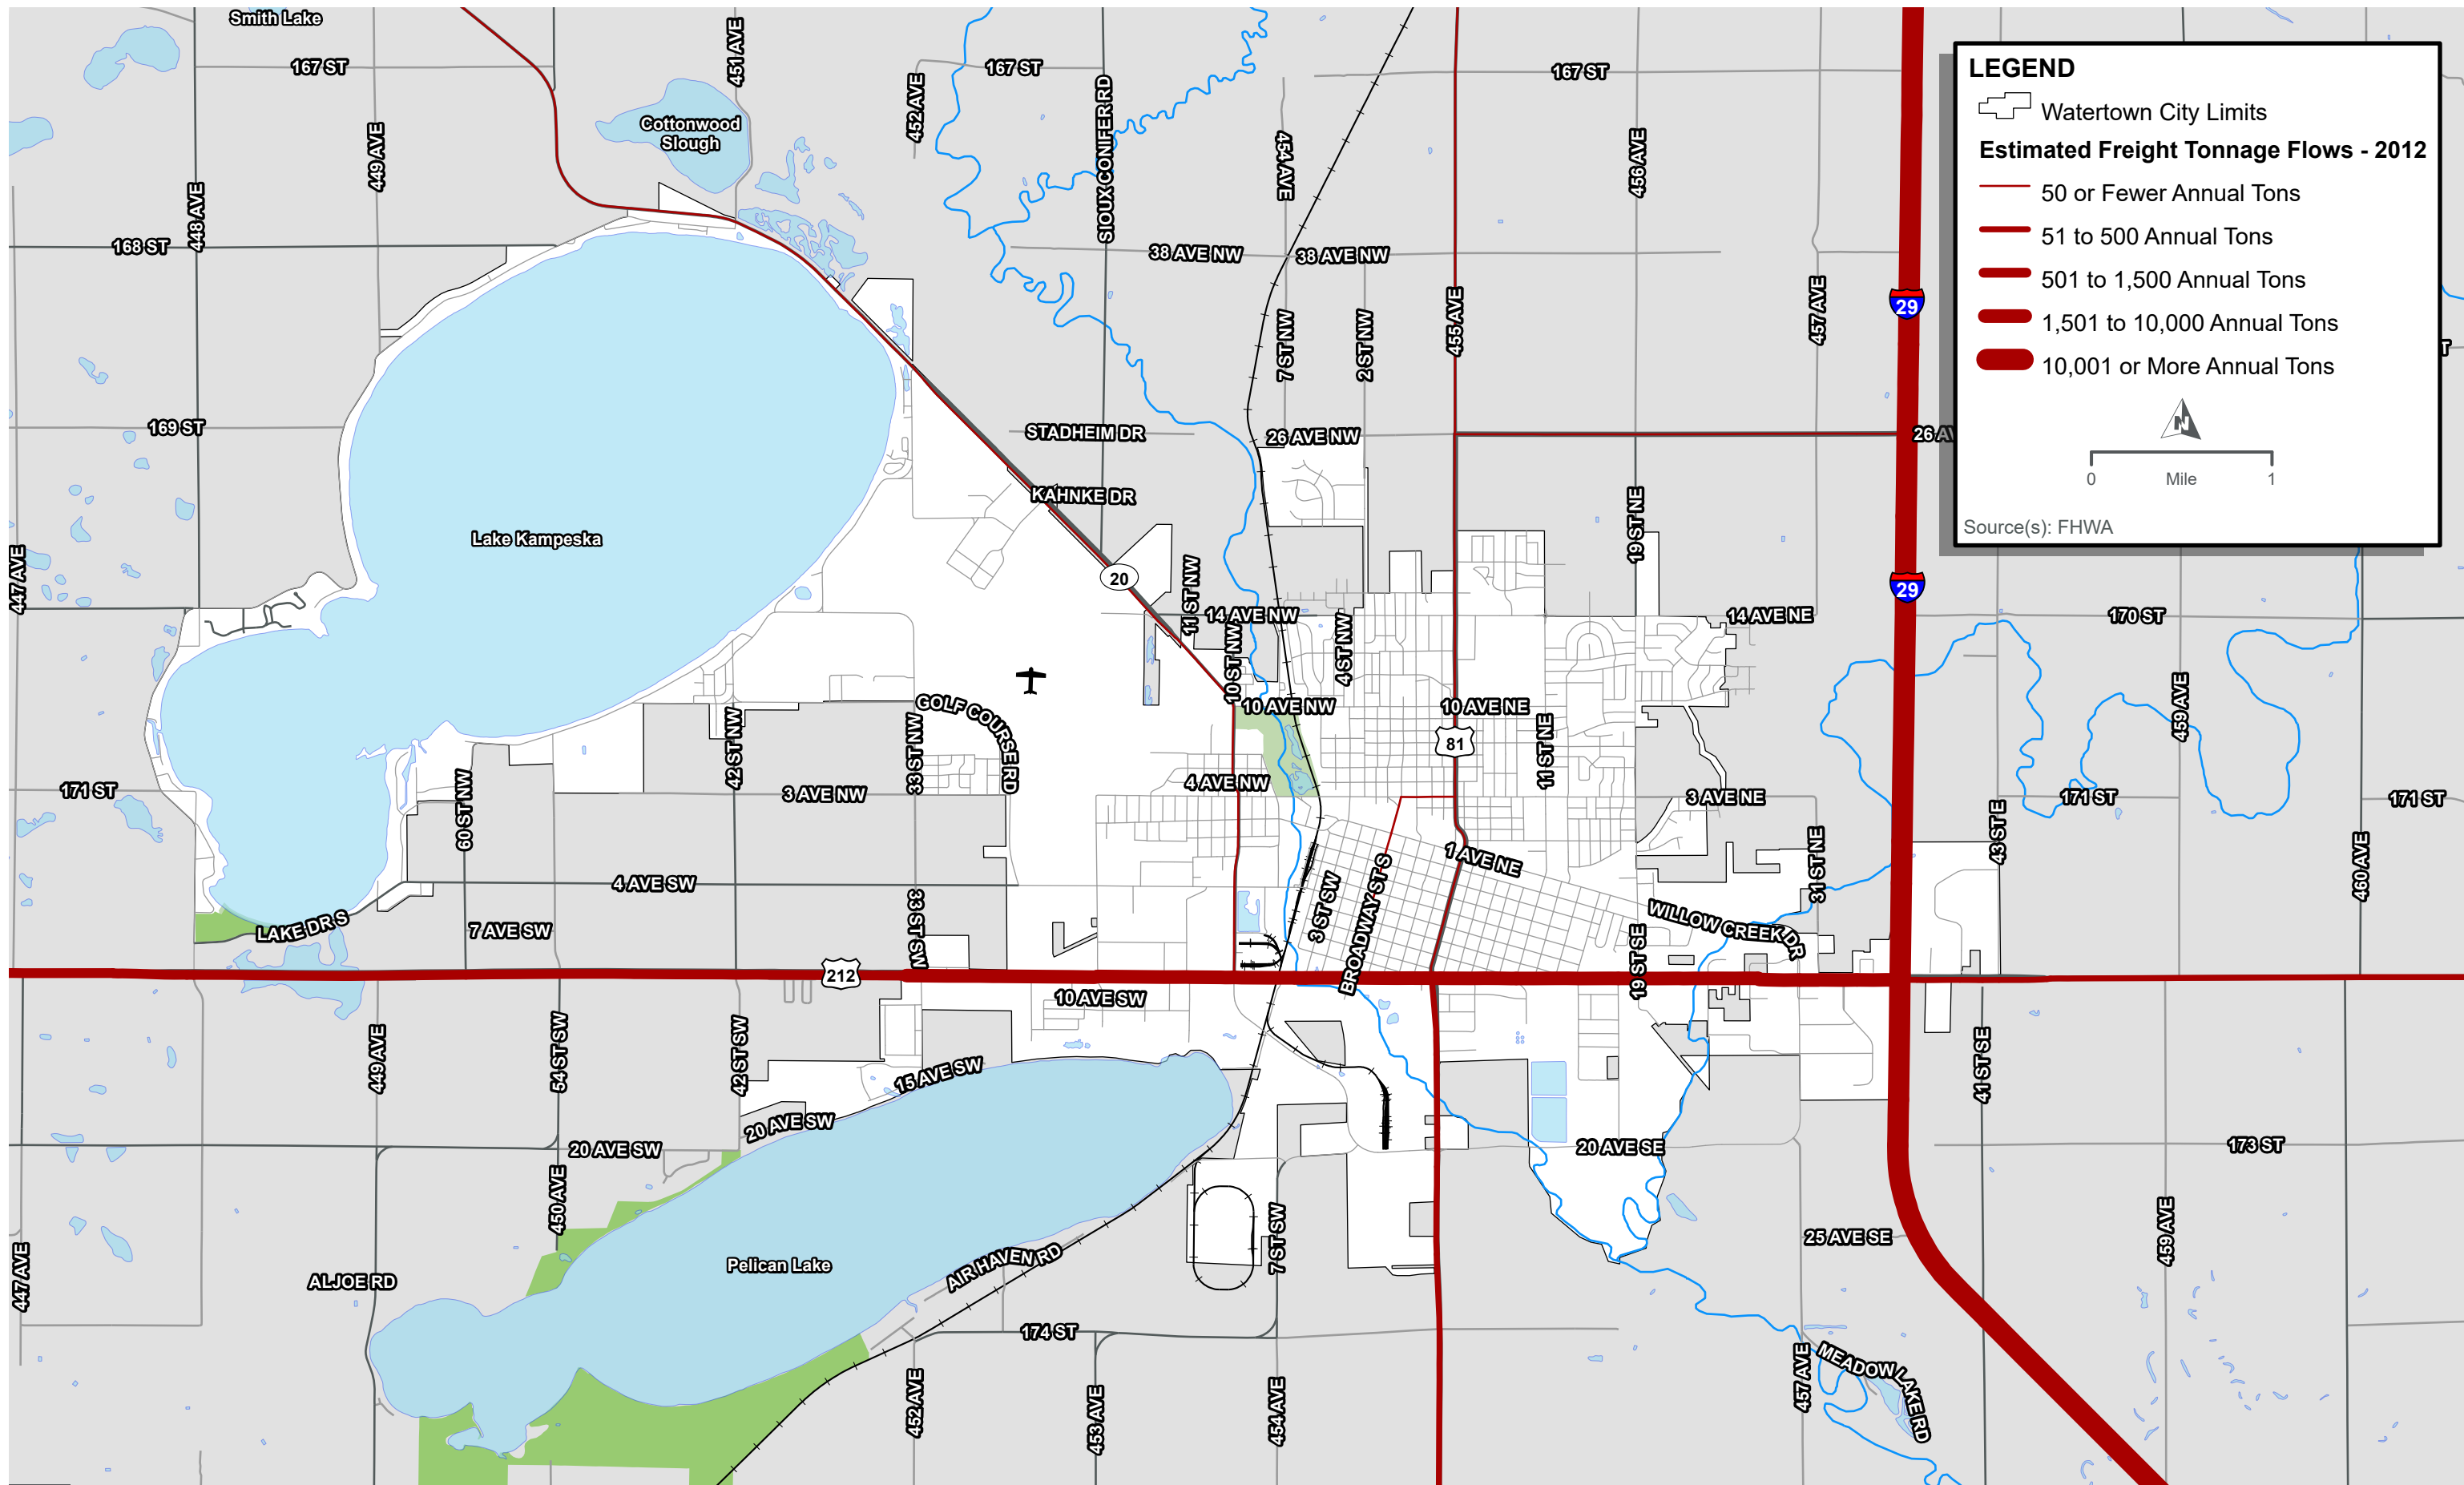 Smith Lake
167 ST
451 AVE
452 AVE
167 ST
SIOUX CONIFER RD
454 AVE
167 ST
456 AVE
449 AVE
448 AVE
Cottonwood
Slough
168 ST
38 AVE NW
38 AVE NW
7 ST NW
2 ST NW
455 AVE
457 AVE
29
LEGEND
Watertown City Limits
Estimated Freight Tonnage Flows - 2012
50 or Fewer Annual Tons
51 to 500 Annual Tons
501 to 1,500 Annual Tons
1,501 to 10,000 Annual Tons
10,001 or More Annual Tons
N
0 Mile 1
Source(s): FHWA
169 ST
STADHEIM DR
26 AVE NW
26 AV
T
KAHNKE DR
19 ST NE
Lake Kampeska
447 AVE
20
11 ST NW
14 AVE NW
10 ST NW
4 ST NW
14 AVE NE
29
170 ST
GOLF COURSE RD
10 AVE NW
10 AVE NE
81
11 ST NE
459 AVE
42 ST NW
33 ST NW
171 ST
60 ST NW
3 AVE NW
4 AVE NW
3 AVE NE
171 ST
171 ST
43 ST E
31 ST NE
460 AVE
1 AVE NE
4 AVE SW
33 ST SW
3 ST SW
BROADWAY ST S
WILLOW CREEK DR
19 ST SE
LAKE DR S
7 AVE SW
212
10 AVE SW
449 AVE
54 ST SW
42 ST SW
15 AVE SW
41 ST SE
20 AVE SW
20 AVE SW
20 AVE SE
173 ST
450 AVE
7 ST SW
25 AVE SE
459 AVE
447 AVE
ALJOE RD
Pelican Lake
AIR HAVEN RD
174 ST
452 AVE
453 AVE
454 AVE
457 AVE
MEADOW LAKE RD